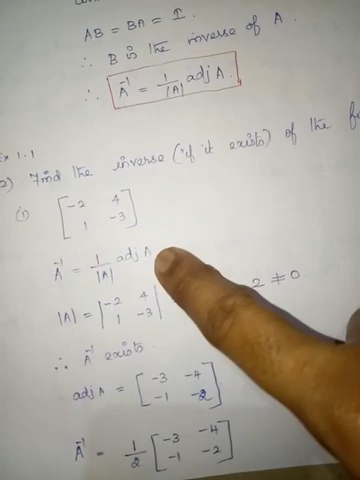 AB = BA = I.
∴ B is the inverse of A.
∴ A⁻¹ = 1/|A| adj A.
Ex 1.1
2) Find the inverse (if it exists) of the
(i) [-2 4; 1 -3]
A⁻¹ = 1/|A| adj A
|A| = |-2 4; 1 -3| 2 ≠ 0
∴ A⁻¹ exists.
adj A = [-3 -4; -1 -2]
A⁻¹ = 1/2 [-3 -4; -1 -2]